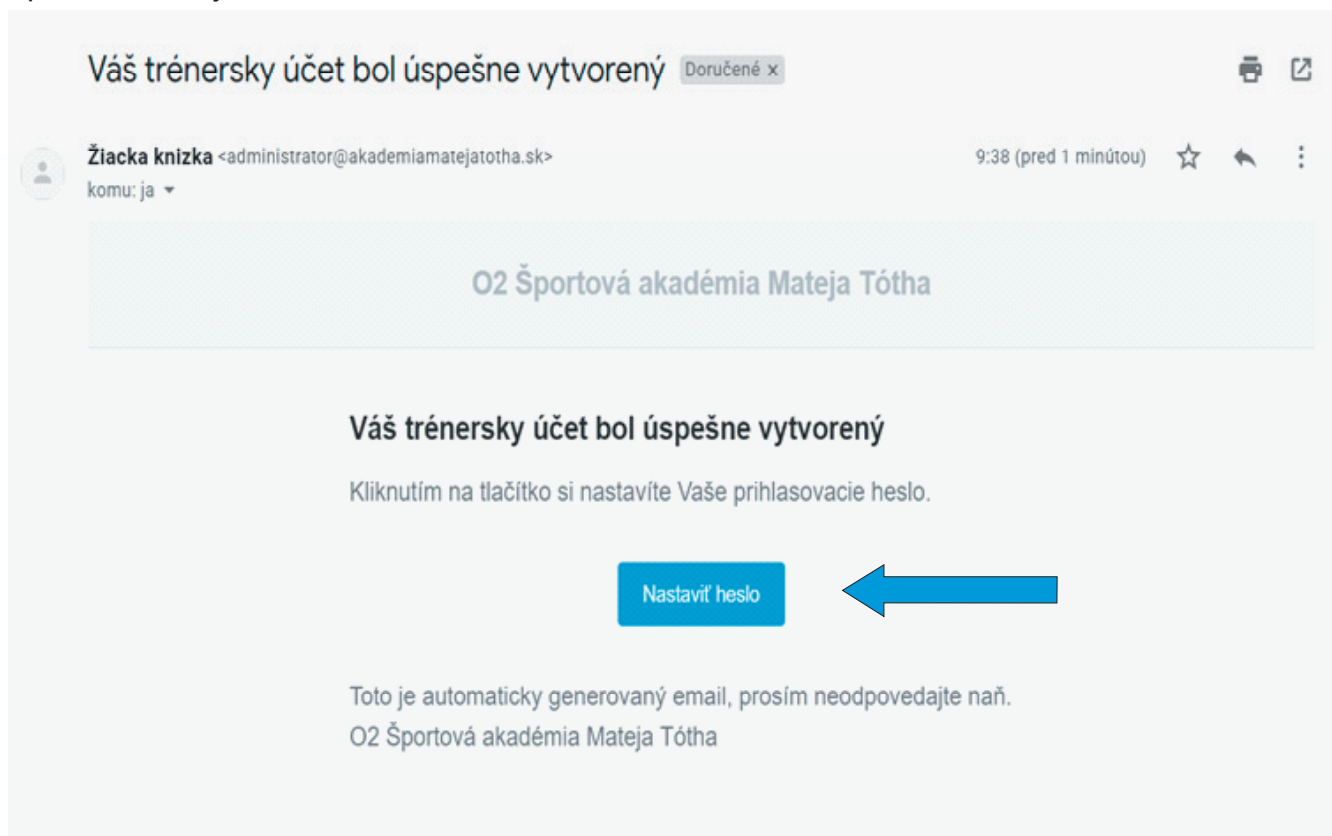 Váš trénersky účet bol úspešne vytvorený Doručené x
Žiacka knizka <administrator@akademiamatejatotha.sk> 9:38 (pred 1 minútou)
komu: ja
O2 Športová akadémia Mateja Tótha
Váš trénersky účet bol úspešne vytvorený
Kliknutím na tlačítko si nastavíte Vaše prihlasovacie heslo.
Nastaviť heslo
Toto je automaticky generovaný email, prosím neodpovedajte naň.
O2 Športová akadémia Mateja Tótha